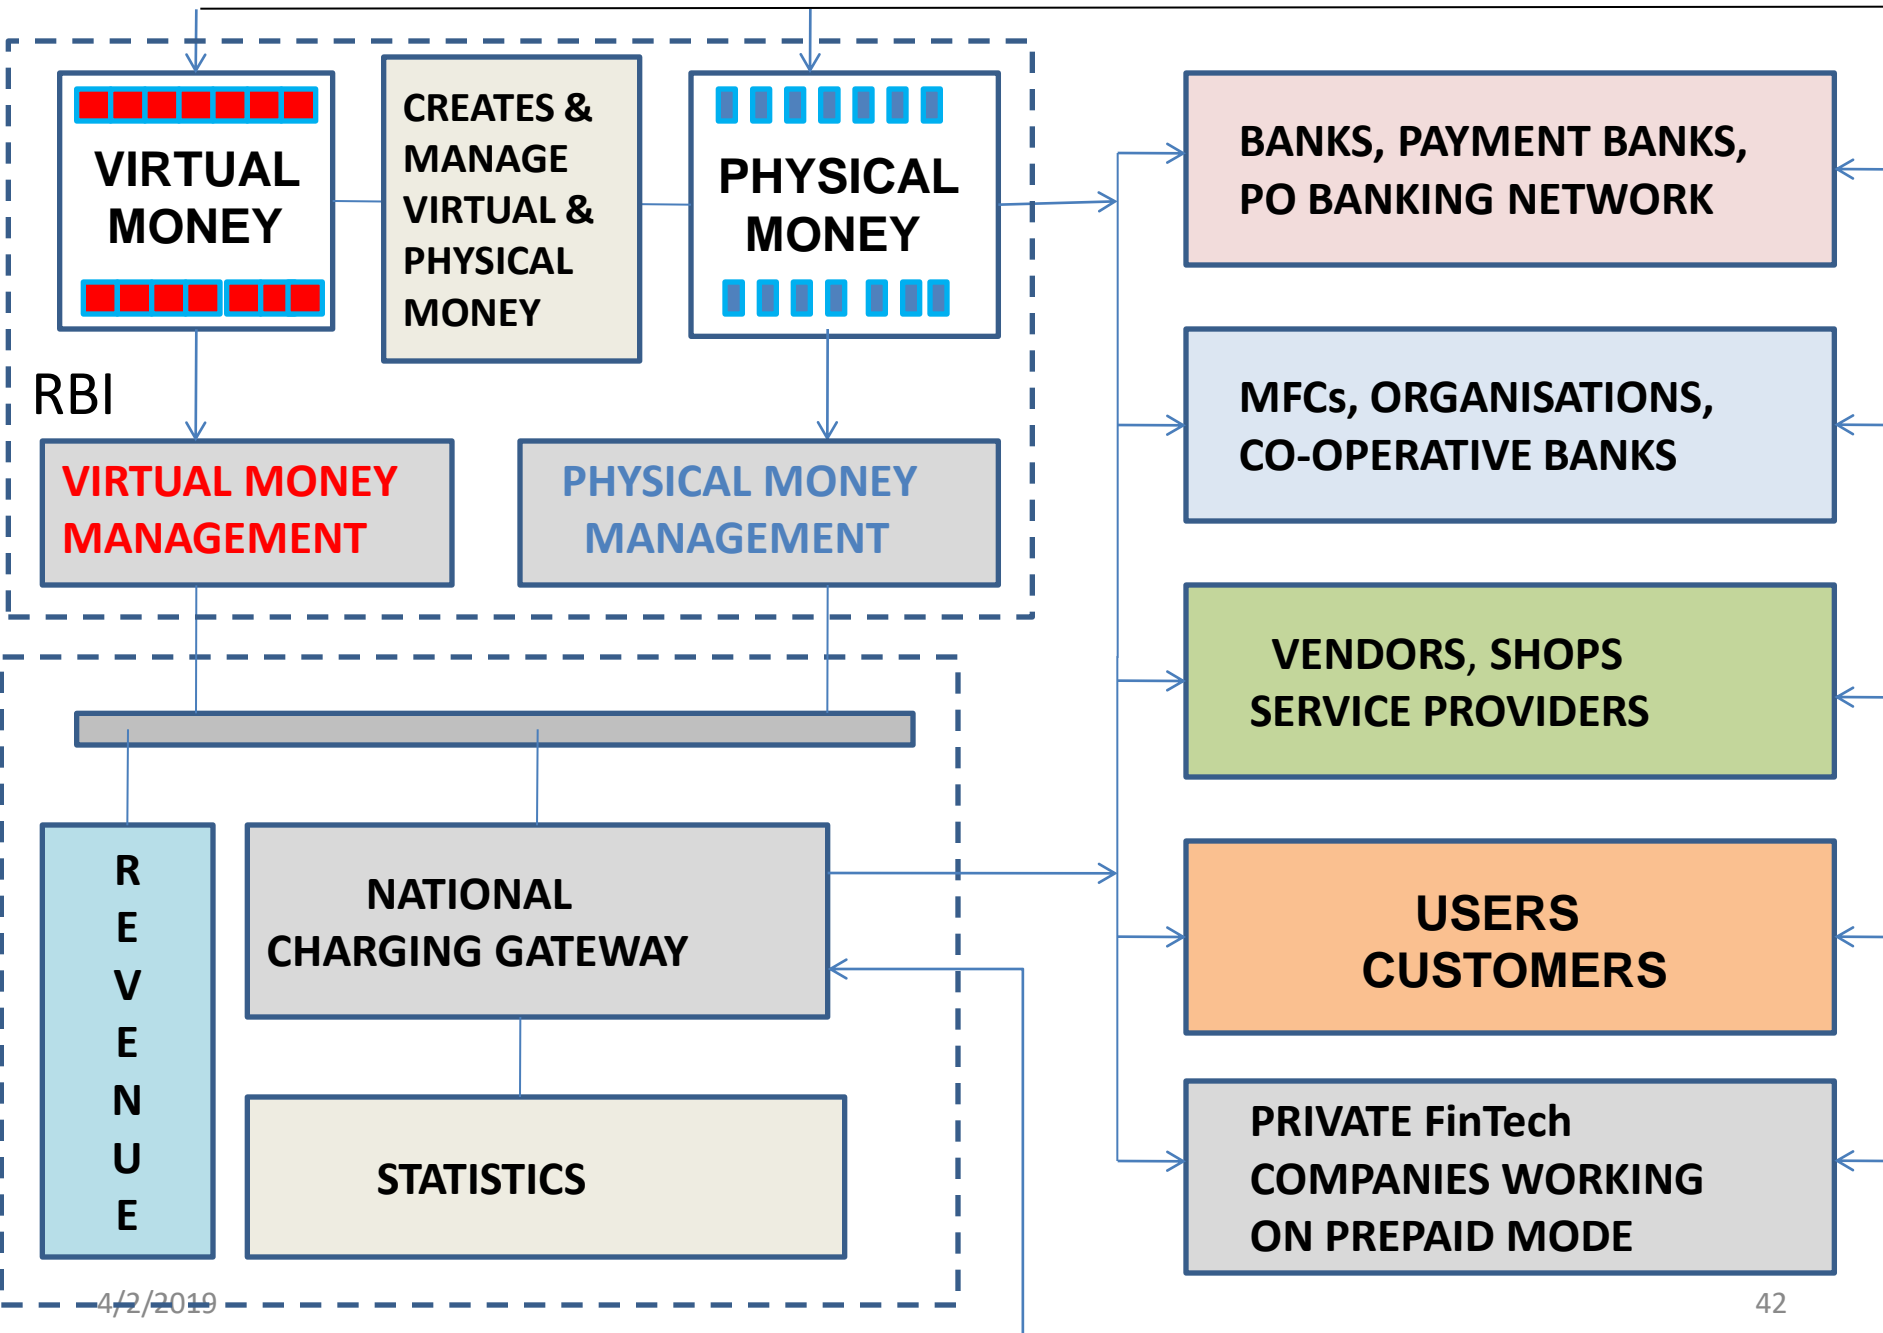 VIRTUAL
MONEY
CREATES &
MANAGE
VIRTUAL &
PHYSICAL
MONEY
PHYSICAL
MONEY
RBI
VIRTUAL MONEY
MANAGEMENT
PHYSICAL MONEY
MANAGEMENT
R
E
V
E
N
U
E
NATIONAL
CHARGING GATEWAY
STATISTICS
BANKS, PAYMENT BANKS,
PO BANKING NETWORK
MFCs, ORGANISATIONS,
CO-OPERATIVE BANKS
VENDORS, SHOPS
SERVICE PROVIDERS
USERS
CUSTOMERS
PRIVATE FinTech
COMPANIES WORKING
ON PREPAID MODE
4/2/2019
42